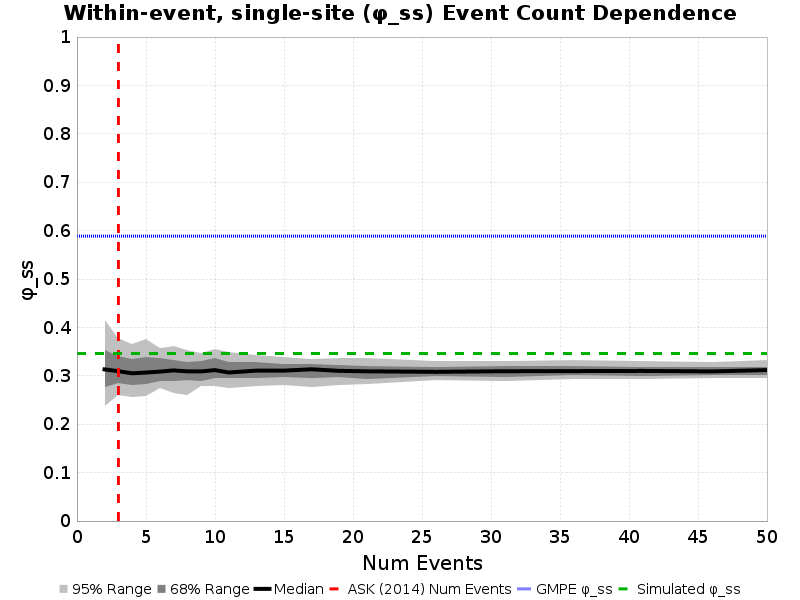 Within-event, single-site (φ_ss) Event Count Dependence
φ_ss
1
0.9
0.8
0.7
0.6
0.5
0.4
0.3
0.2
0.1
0
0 5 10 15 20 25 30 35 40 45 50
Num Events
95% Range 68% Range Median ASK (2014) Num Events GMPE φ_ss Simulated φ_ss